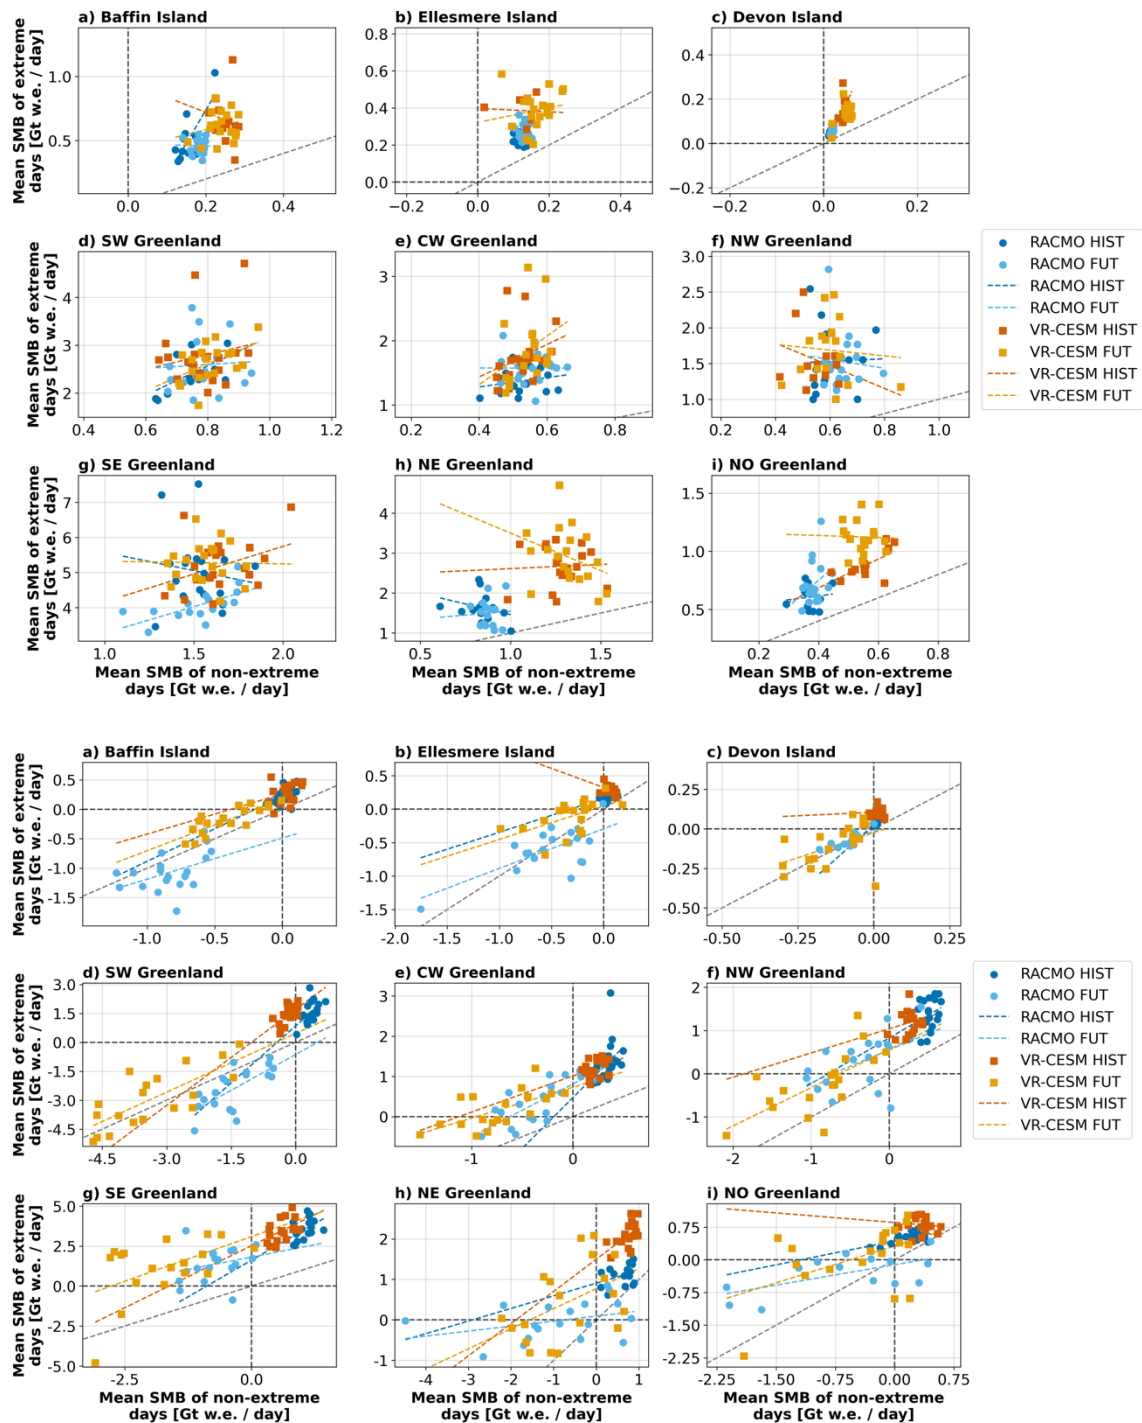 a) Baffin Island
b) Ellesmere Island
c) Devon Island
Mean SMB of extreme
days [Gt w.e. / day]
1.0
0.5
0.0 0.2 0.4
0.8
0.6
0.4
0.2
0.0
−0.2 0.0 0.2 0.4
0.4
0.2
0.0
−0.2
−0.2 0.0 0.2
d) SW Greenland
e) CW Greenland
f) NW Greenland
Mean SMB of extreme
days [Gt w.e. / day]
4
3
2
0.4 0.6 0.8 1.0 1.2
3
2
1
0.2 0.4 0.6 0.8
3.0
2.5
2.0
1.5
1.0
0.2 0.4 0.6 0.8 1.0
RACMO HIST
RACMO FUT
RACMO HIST
RACMO FUT
VR-CESM HIST
VR-CESM FUT
VR-CESM HIST
VR-CESM FUT
g) SE Greenland
h) NE Greenland
i) NO Greenland
Mean SMB of extreme
days [Gt w.e. / day]
7
6
5
4
1.0 1.5 2.0
4
3
2
1
0.5 1.0 1.5
1.5
1.0
0.5
0.2 0.4 0.6 0.8
Mean SMB of non-extreme
days [Gt w.e. / day]
Mean SMB of non-extreme
days [Gt w.e. / day]
Mean SMB of non-extreme
days [Gt w.e. / day]
a) Baffin Island
b) Ellesmere Island
c) Devon Island
Mean SMB of extreme
days [Gt w.e. / day]
0.5
0.0
-0.5
-1.0
-1.5
-1.0 -0.5 0.0
0.5
0.0
-0.5
-1.0
-1.5
-2.0 -1.5 -1.0 -0.5 0.0
0.25
0.00
-0.25
-0.50
-0.50 -0.25 0.00 0.25
d) SW Greenland
e) CW Greenland
f) NW Greenland
Mean SMB of extreme
days [Gt w.e. / day]
3.0
1.5
0.0
-1.5
-3.0
-4.5
-4.5 -3.0 -1.5 0.0
3
2
1
0
-1 0
2
1
0
-1
-2 -1 0
RACMO HIST
RACMO FUT
RACMO HIST
RACMO FUT
VR-CESM HIST
VR-CESM FUT
VR-CESM HIST
VR-CESM FUT
g) SE Greenland
h) NE Greenland
i) NO Greenland
Mean SMB of extreme
days [Gt w.e. / day]
5.0
2.5
0.0
-2.5
-5.0
-2.5 0.0
2
1
0
-1
-4 -3 -2 -1 0 1
0.75
0.00
-0.75
-1.50
-2.25
-2.25 -1.50 -0.75 0.00 0.75
Mean SMB of non-extreme
days [Gt w.e. / day]
Mean SMB of non-extreme
days [Gt w.e. / day]
Mean SMB of non-extreme
days [Gt w.e. / day]